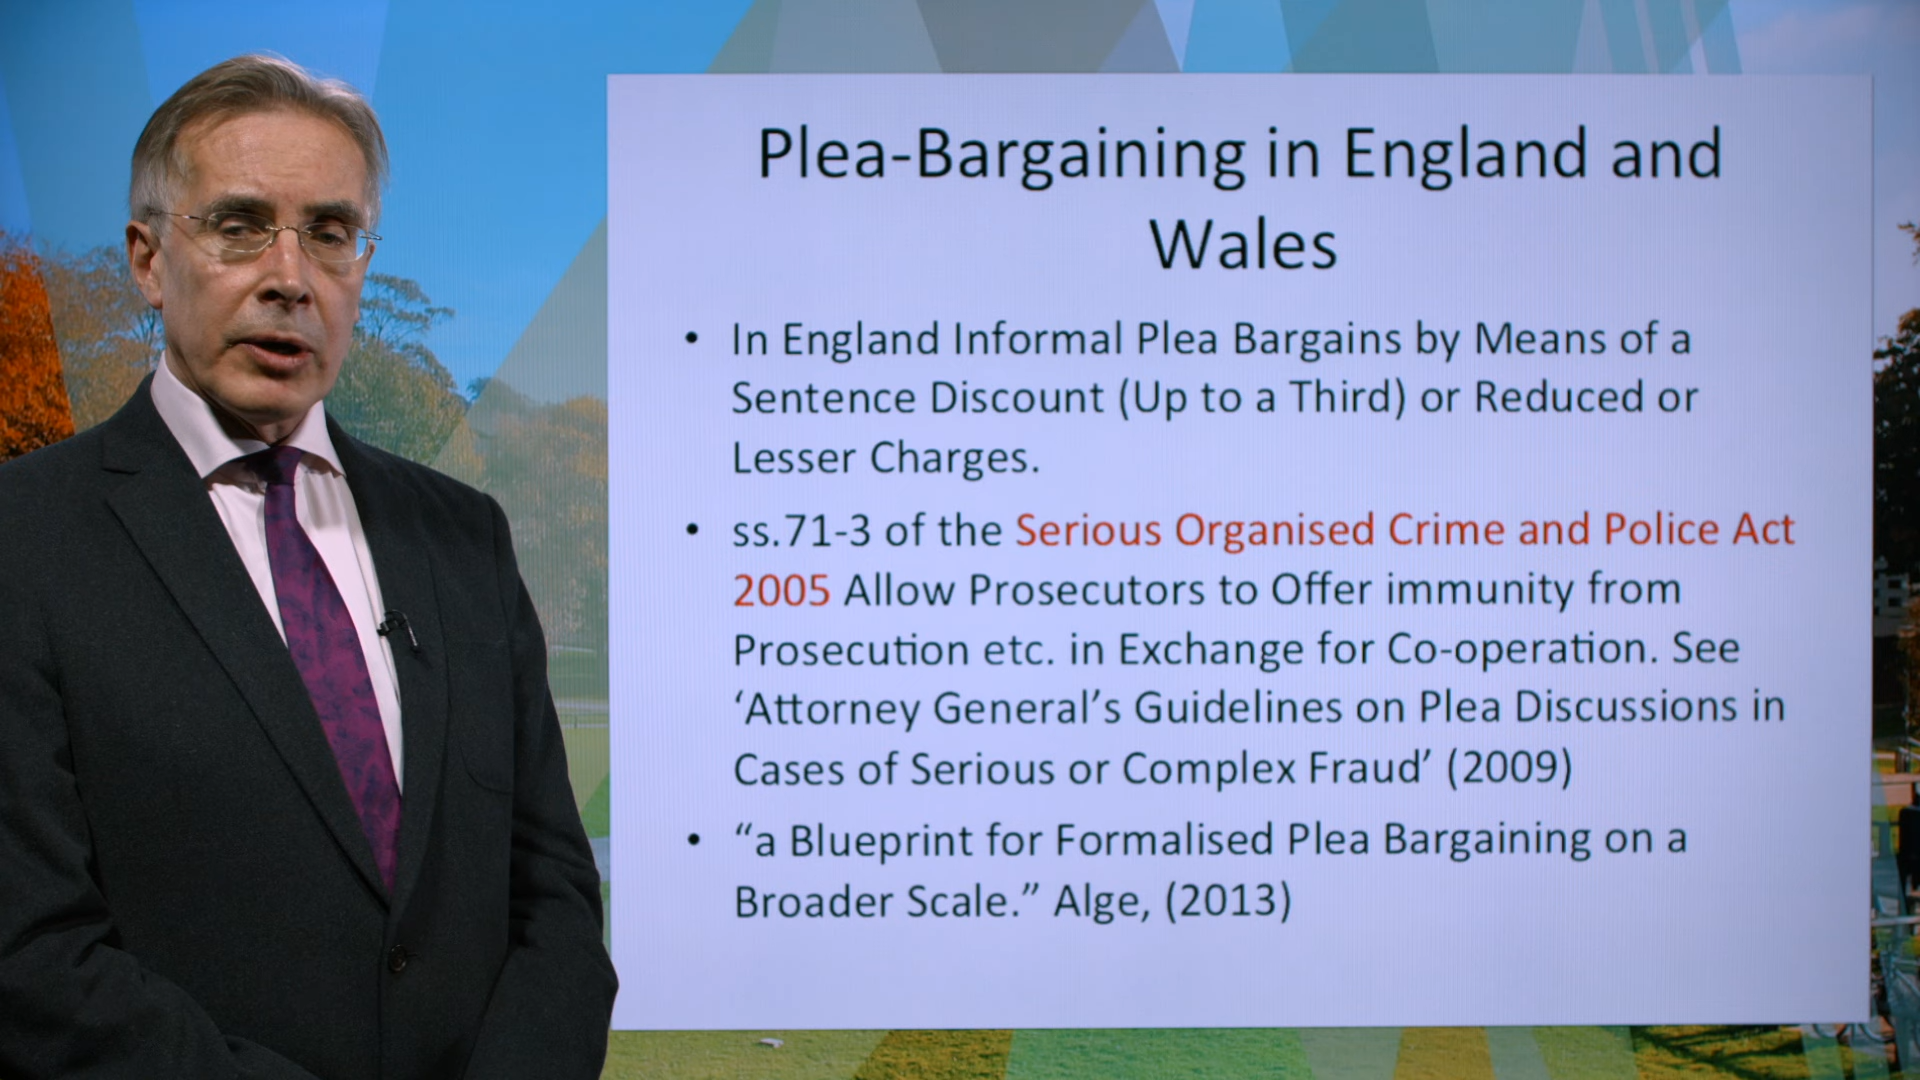 Plea-Bargaining in England and
Wales
• In England Informal Plea Bargains by Means of a
Sentence Discount (Up to a Third) or Reduced or
Lesser Charges.
• ss.71-3 of the Serious Organised Crime and Police Act
2005 Allow Prosecutors to Offer immunity from
Prosecution etc. in Exchange for Co-operation. See
‘Attorney General’s Guidelines on Plea Discussions in
Cases of Serious or Complex Fraud’ (2009)
• “a Blueprint for Formalised Plea Bargaining on a
Broader Scale.” Alge, (2013)